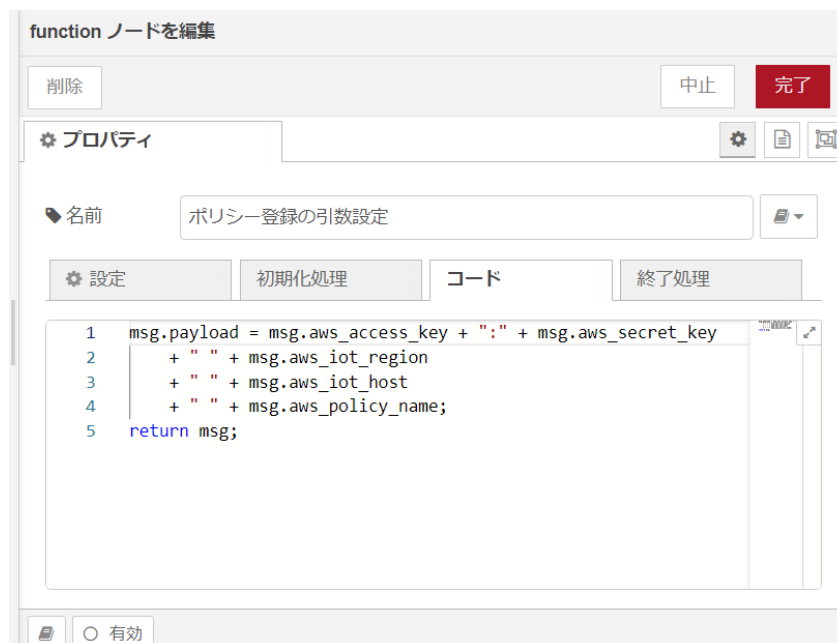 function ノードを編集
削除 中止 完了
プロパティ
名前 ポリシー登録の引数設定
設定 初期化処理 コード 終了処理
1 msg.payload = msg.aws_access_key + ":" + msg.aws_secret_key
2 + " " + msg.aws_iot_region
3 + " " + msg.aws_iot_host
4 + " " + msg.aws_policy_name;
5 return msg;
有効